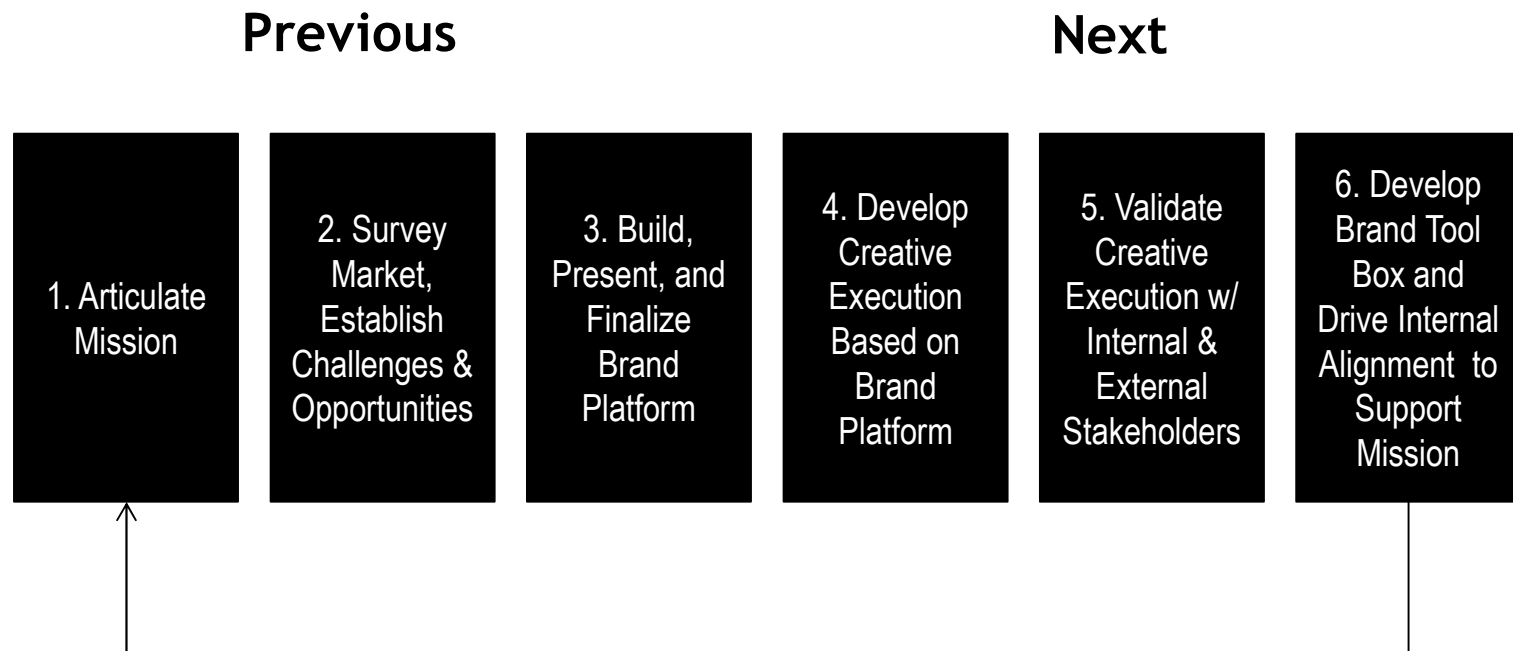 Previous
Next
1. Articulate
Mission
2. Survey
Market,
Establish
Challenges &
Opportunities
3. Build,
Present, and
Finalize
Brand
Platform
4. Develop
Creative
Execution
Based on
Brand
Platform
5. Validate
Creative
Execution w/
Internal &
External
Stakeholders
6. Develop
Brand Tool
Box and
Drive Internal
Alignment  to
Support
Mission